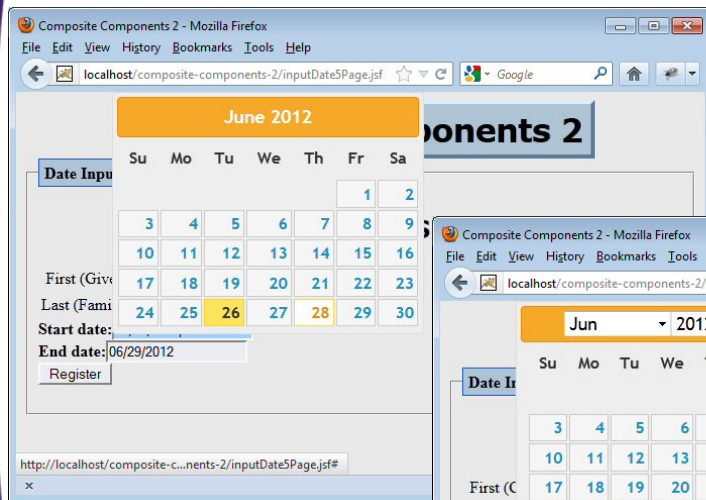 Composite Components 2 - Mozilla Firefox
File Edit View History Bookmarks Tools Help
localhost/composite-components-2/inputDate5Page.jsf Google
June 2012
ponents 2
Su Mo Tu We Th Fr Sa
Date Inpu
1 2
3 4 5 6 7 8 9
10 11 12 13 14 15 16
First (Give
17 18 19 20 21 22 23
Last (Fami
24 25 26 27 28 29 30
Start date:
End date: 06/29/2012
Register
http://localhost/composite-c...nents-2/inputDate5Page.jsf#
x
Composite Components 2 - Mozilla Firefox
File Edit View History Bookmarks Tools
localhost/composite-components-2/
Jun 201
Su Mo Tu We
Date In
3 4 5 6
10 11 12 13
First (
17 18 19 20